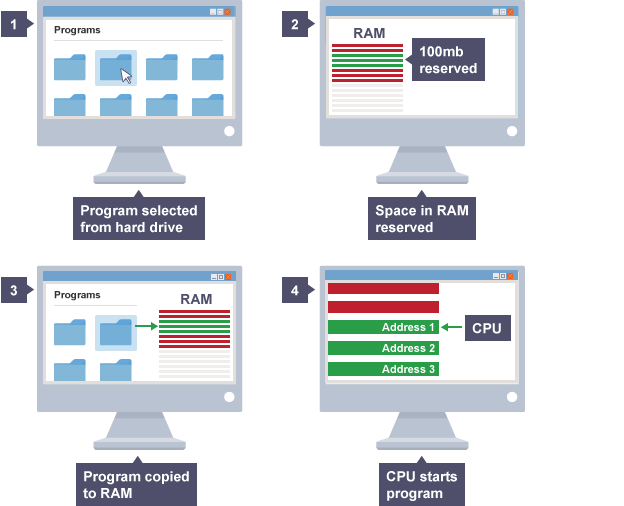 1
Programs
Program selected
from hard drive
2
RAM
100mb
reserved
Space in RAM
reserved
3
Programs
RAM
Program copied
to RAM
4
Address 1
CPU
Address 2
Address 3
CPU starts
program